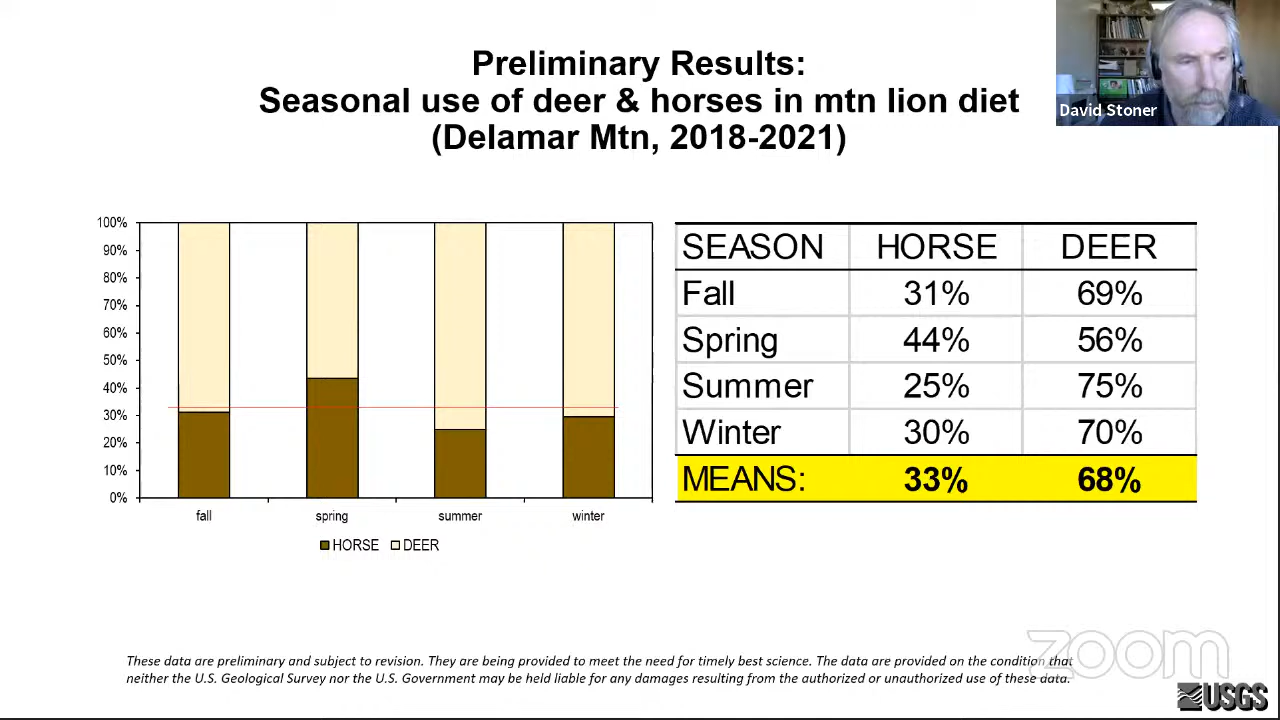 Preliminary Results:
Seasonal use of deer & horses in mtn lion diet
(Delamar Mtn, 2018-2021)
David Stoner
100%
90%
80%
70%
60%
50%
40%
30%
20%
10%
0%
fall spring summer winter
HORSE DEER
SEASON HORSE DEER
Fall 31% 69%
Spring 44% 56%
Summer 25% 75%
Winter 30% 70%
MEANS: 33% 68%
zoom
These data are preliminary and subject to revision. They are being provided to meet the need for timely best science. The data are provided on the condition that
neither the U.S. Geological Survey nor the U.S. Government may be held liable for any damages resulting from the authorized or unauthorized use of these data.
USGS